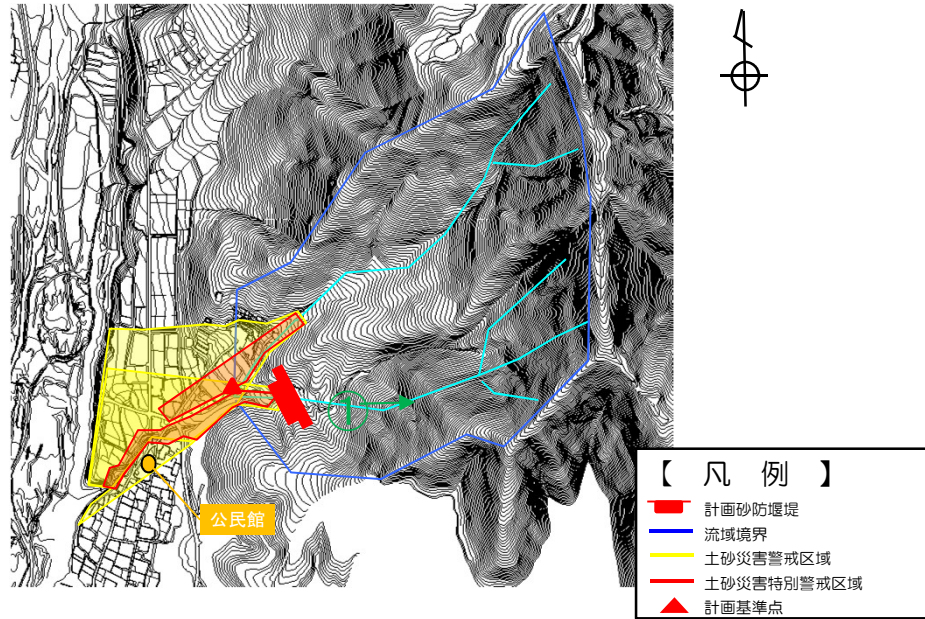 ①
公民館
【 凡 例 】
計画砂防堰堤
流域境界
土砂災害警戒区域
土砂災害特別警戒区域
計画基準点